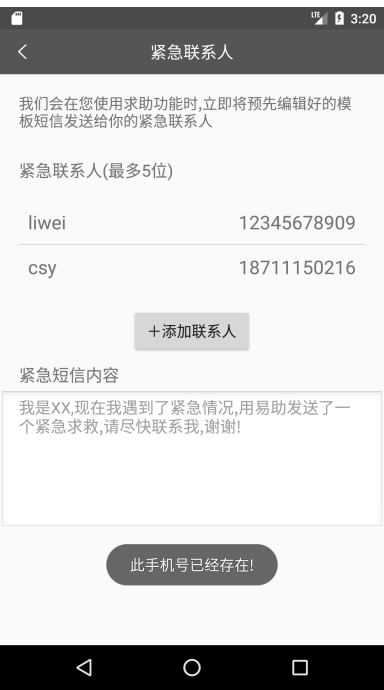 LTE 3:20
紧急联系人
我们会在您使用求助功能时,立即将预先编辑好的模
板短信发送给你的紧急联系人
紧急联系人(最多5位)
liwei 12345678909
csy 18711150216
＋添加联系人
紧急短信内容
我是XX,现在我遇到了紧急情况,用易助发送了一
个紧急求救,请尽快联系我,谢谢!
此手机号已经存在!